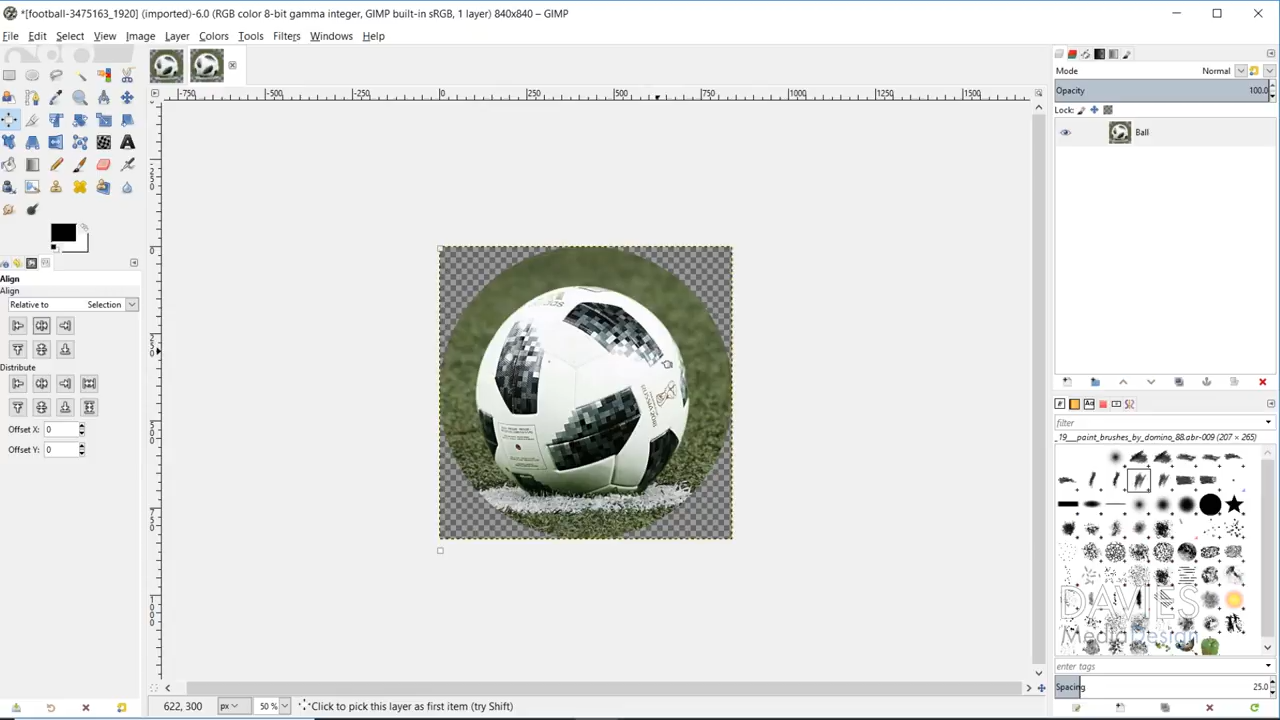 *[football-3475163_1920] (imported)-6.0 (RGB color 8-bit gamma integer, GIMP built-in sRGB, 1 layer) 840x840 – GIMP
File Edit Select View Image Layer Colors Tools Filters Windows Help
Mode Normal
Opacity 100.0
Lock:
-750 -500 -250 0 250 500 750 1000 1250 1500
Ball
Align
Align
Relative to Selection
Distribute
Offset X: 0
Offset Y: 0
filter
_19___paint_brushes_by_domino_88.abr-009 (207 × 265)
DAVIES
MediaDesign
enter tags
Spacing 25.0
622, 300 px 50 % Click to pick this layer as first item (try Shift)